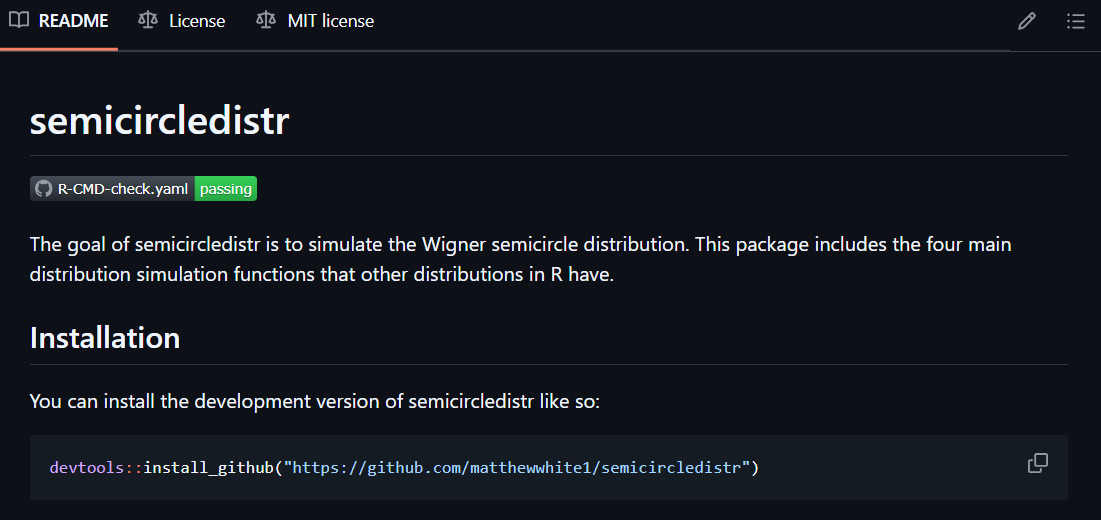 README License MIT license
semicircledistr
R-CMD-check.yaml passing
The goal of semicircledistr is to simulate the Wigner semicircle distribution. This package includes the four main
distribution simulation functions that other distributions in R have.
Installation
You can install the development version of semicircledistr like so:
devtools::install_github("https://github.com/matthewwhite1/semicircledistr")